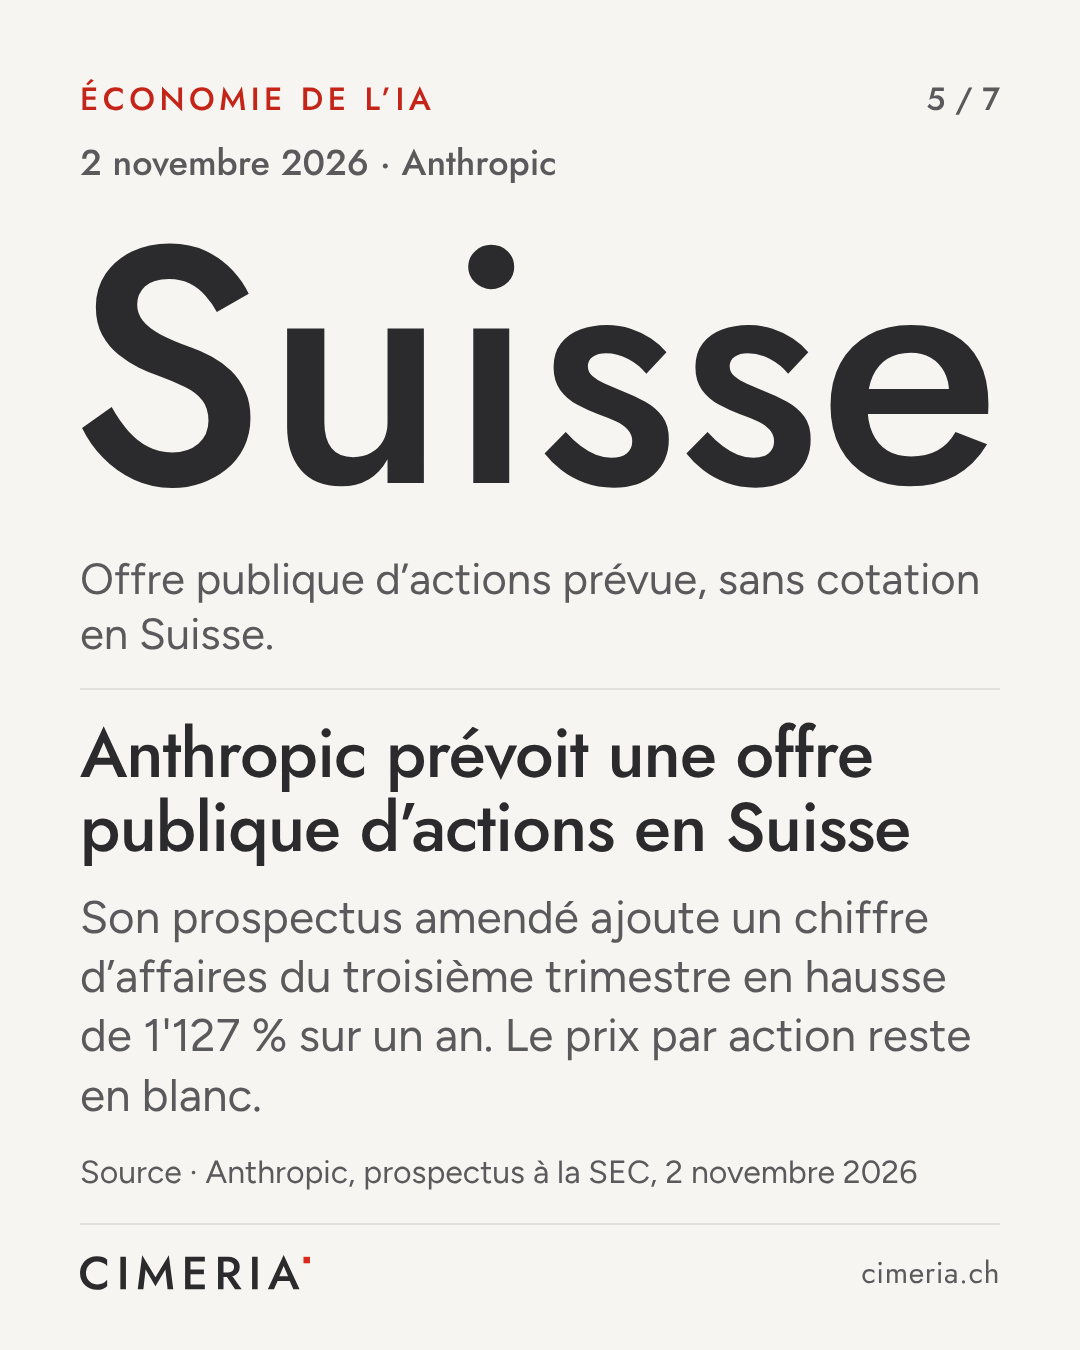 ÉCONOMIE DE L’IA
5 / 7
2 novembre 2026 · Anthropic
Suisse
Offre publique d’actions prévue, sans cotation
en Suisse.
Anthropic prévoit une offre
publique d’actions en Suisse
Son prospectus amendé ajoute un chiffre
d’affaires du troisième trimestre en hausse
de 1'127 % sur un an. Le prix par action reste
en blanc.
Source · Anthropic, prospectus à la SEC, 2 novembre 2026
CIMERIA
cimeria.ch